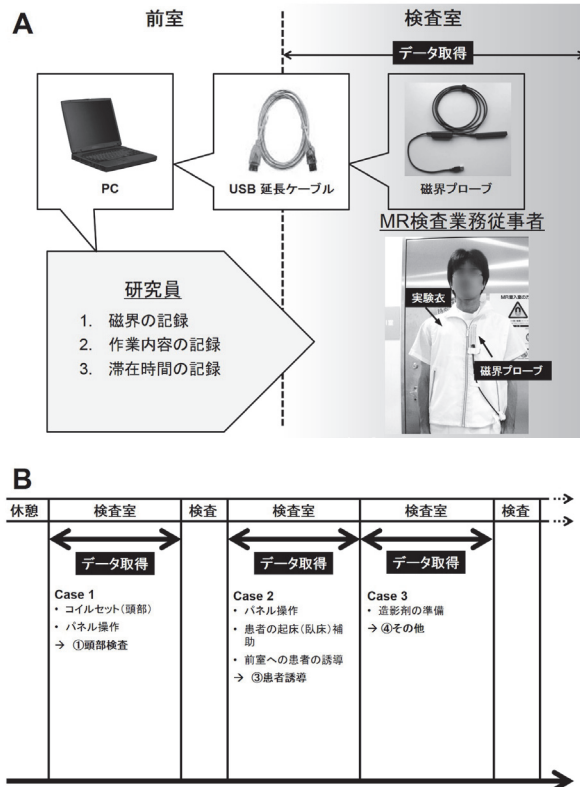 A
前室
検査室
データ取得
PC
USB 延長ケーブル
磁界プローブ
MR検査業務従事者
研究員
1. 磁界の記録
2. 作業内容の記録
3. 滞在時間の記録
実験衣
磁界プローブ
B
休憩
検査室
検査
検査室
検査室
検査
データ取得
データ取得
データ取得
Case 1
・ コイルセット(頭部)
・ パネル操作
→ ①頭部検査
Case 2
・ パネル操作
・ 患者の起床(臥床)補
助
・ 前室への患者の誘導
→ ③患者誘導
Case 3
・ 造影剤の準備
→ ④その他